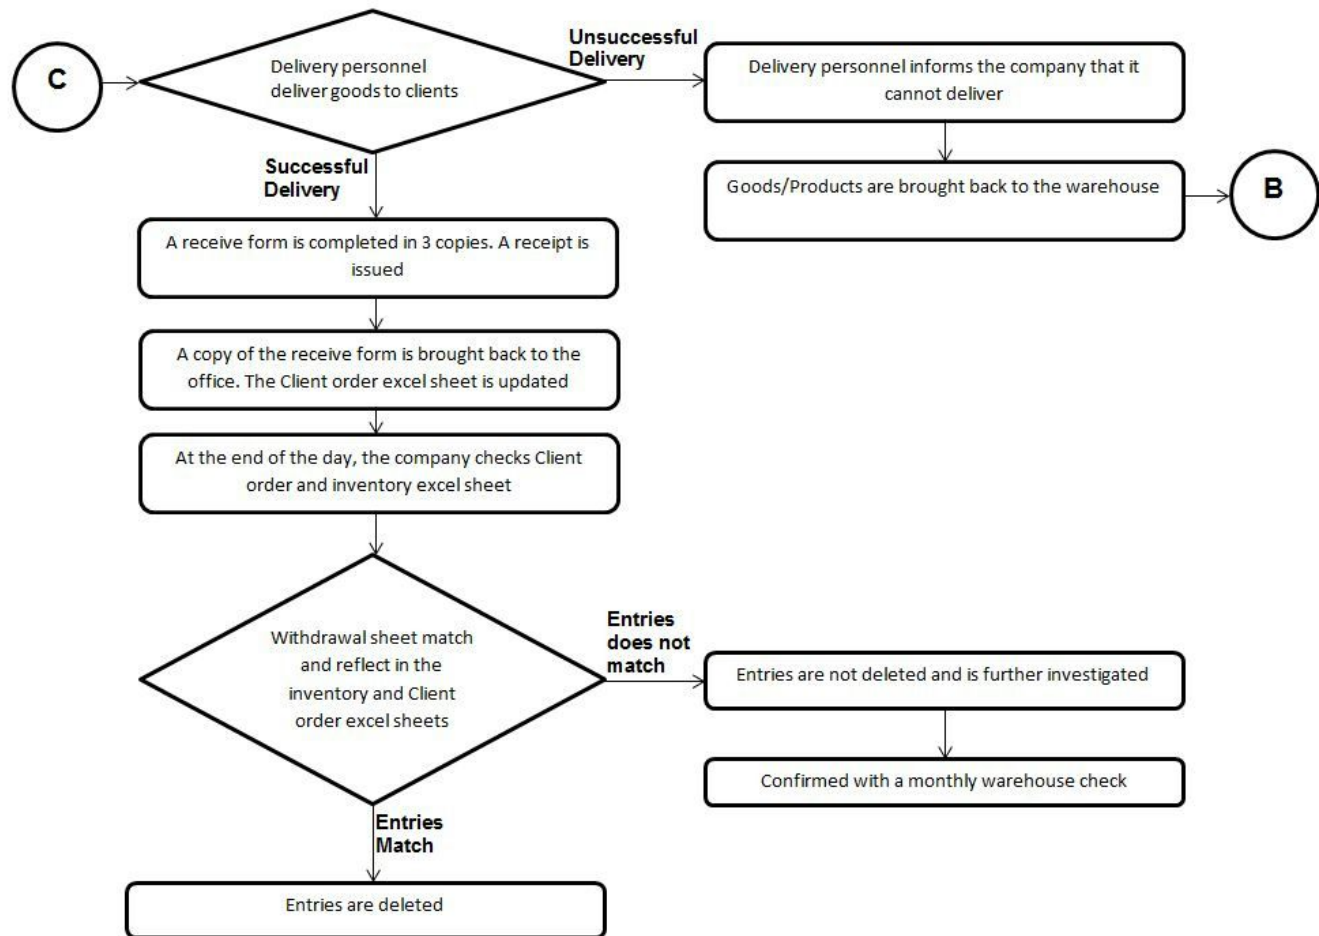 C
Delivery personnel
deliver goods to clients
Unsuccessful
Delivery
Delivery personnel informs the company that it
cannot deliver
Successful
Delivery
Goods/Products are brought back to the warehouse
B
A receive form is completed in 3 copies. A receipt is
issued
A copy of the receive form is brought back to the
office. The Client order excel sheet is updated
At the end of the day, the company checks Client
order and inventory excel sheet
Withdrawal sheet match
and reflect in the
inventory and Client
order excel sheets
Entries
does not
match
Entries are not deleted and is further investigated
Confirmed with a monthly warehouse check
Entries
Match
Entries are deleted